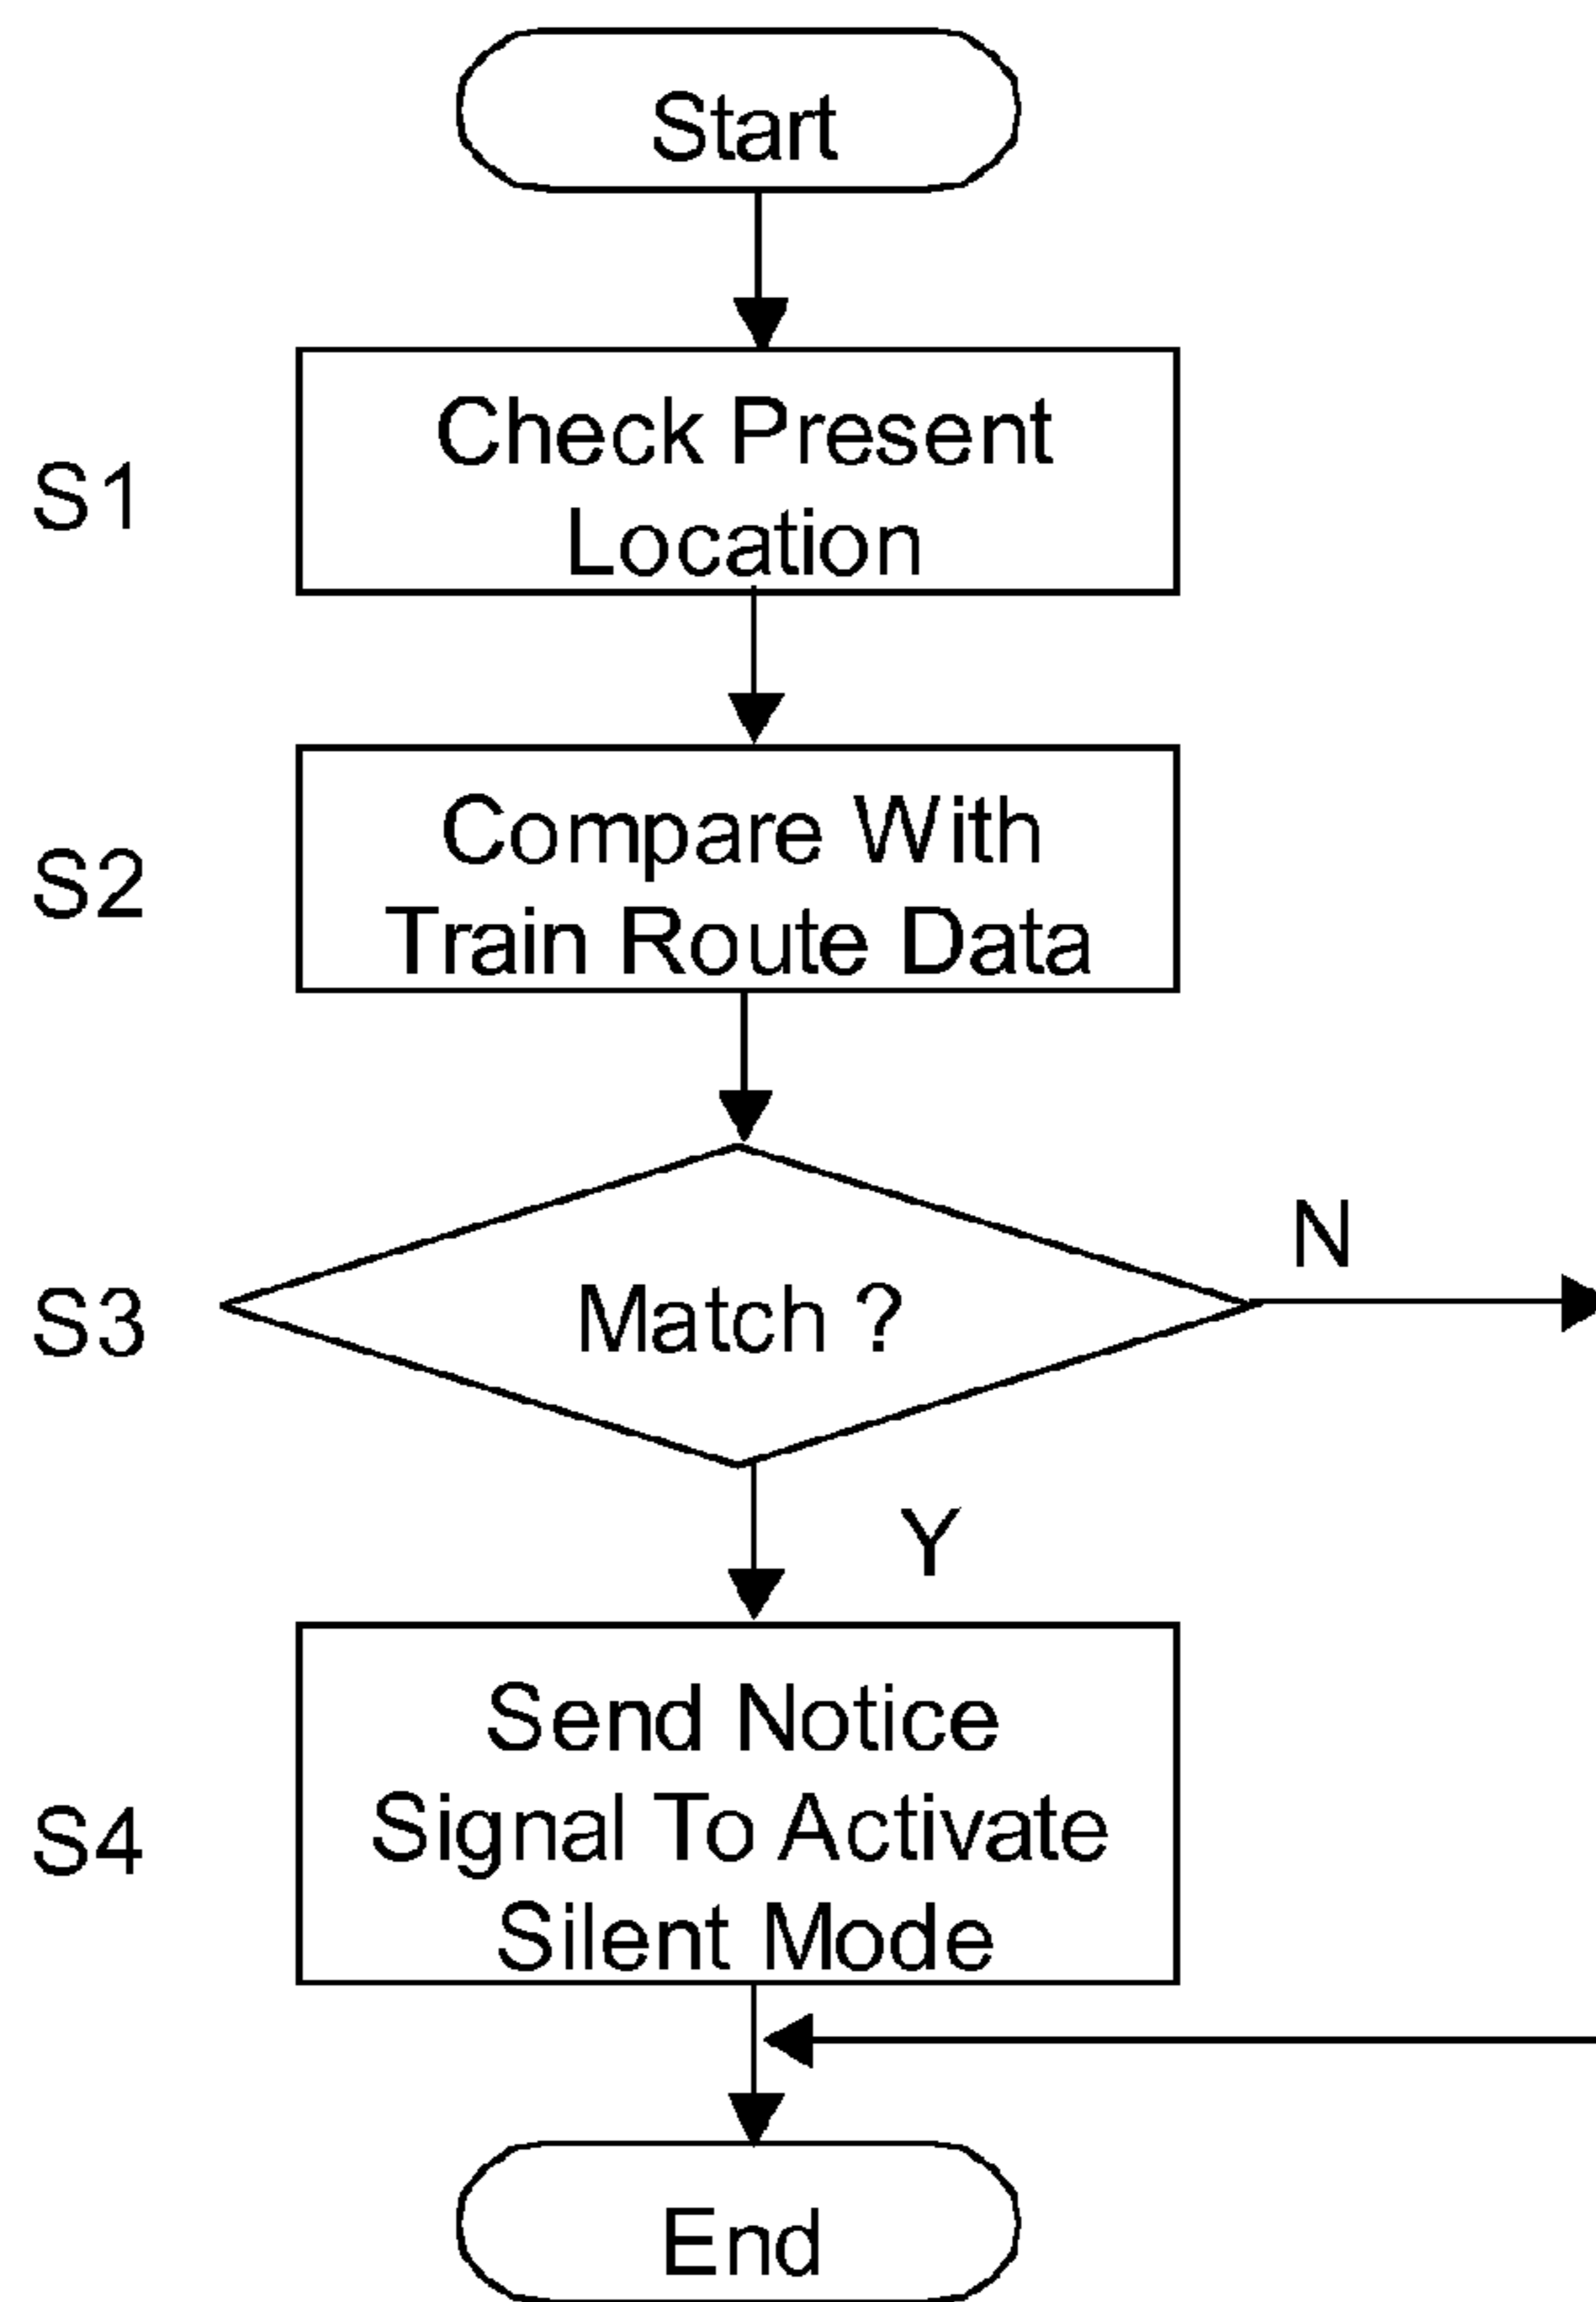 Start
S1
Check Present
Location
S2
Compare With
Train Route Data
S3
Match ?
N
Y
S4
Send Notice
Signal To Activate
Silent Mode
End